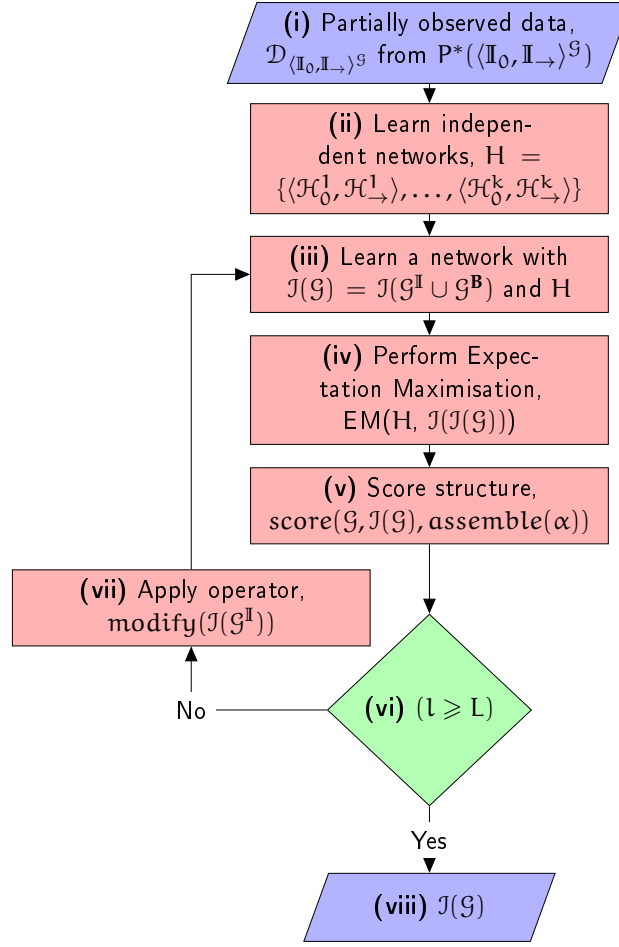 (i) Partially observed data,
𝒟⟨𝕀₀,𝕀→⟩𝒢 from P*(⟨𝕀₀, 𝕀→⟩𝒢)
(ii) Learn indepen-
dent networks, H =
{⟨ℋ₀¹, ℋ→¹⟩, . . . , ⟨ℋ₀ᵏ, ℋ→ᵏ⟩}
(iii) Learn a network with
ℐ(𝒢) = ℐ(𝒢^𝕀 ∪ 𝒢^𝐁) and H
(iv) Perform Expec-
tation Maximisation,
EM(H, ℐ(ℐ(𝒢)))
(v) Score structure,
score(𝒢, ℐ(𝒢), assemble(α))
(vii) Apply operator,
modify(ℐ(𝒢^𝕀))
(vi) (l ⩾ L)
No
Yes
(viii) ℐ(𝒢)